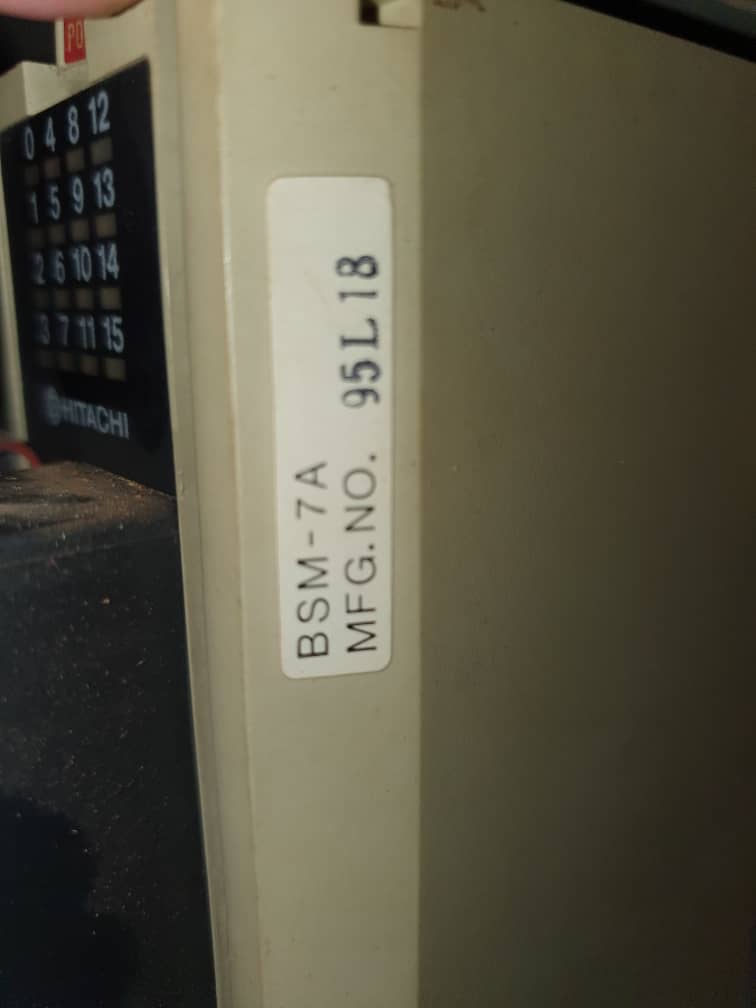 PO
0 4 8 12
1 5 9 13
2 6 10 14
3 7 11 15
HITACHI
BSM-7A
MFG.NO. 95L18